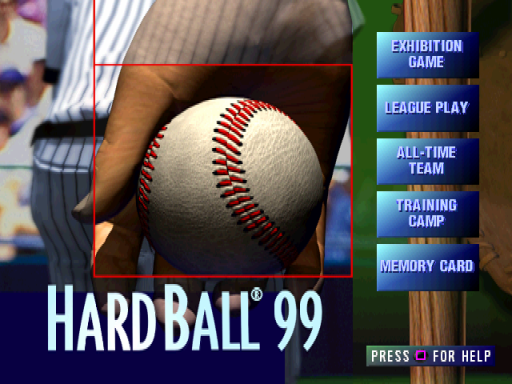 EXHIBITION
GAME
LEAGUE PLAY
ALL-TIME
TEAM
TRAINING
CAMP
MEMORY CARD
HARDBALL® 99
PRESS □ FOR HELP